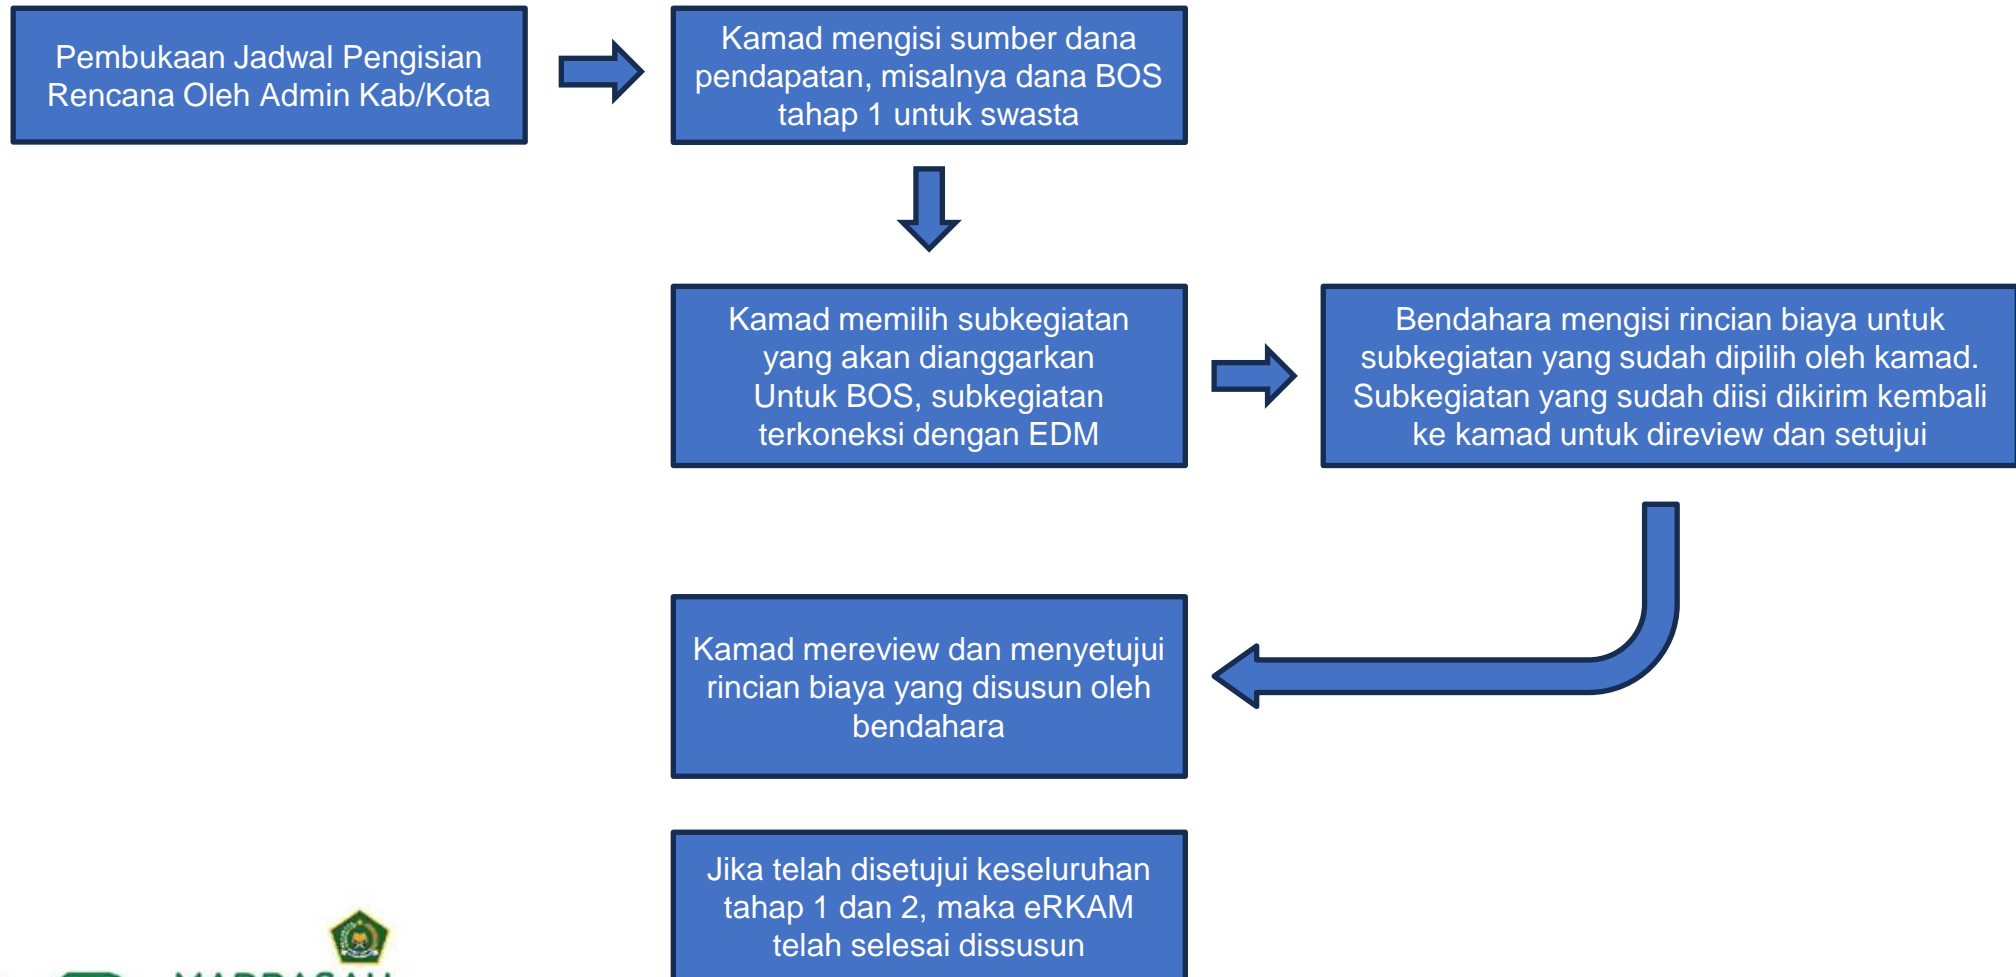 Pembukaan Jadwal Pengisian
Rencana Oleh Admin Kab/Kota
Kamad mengisi sumber dana
pendapatan, misalnya dana BOS
tahap 1 untuk swasta
Kamad memilih subkegiatan
yang akan dianggarkan
Untuk BOS, subkegiatan
terkoneksi dengan EDM
Bendahara mengisi rincian biaya untuk
subkegiatan yang sudah dipilih oleh kamad.
Subkegiatan yang sudah diisi dikirim kembali
ke kamad untuk direview dan setujui
Kamad mereview dan menyetujui
rincian biaya yang disusun oleh
bendahara
Jika telah disetujui keseluruhan
tahap 1 dan 2, maka eRKAM
telah selesai dissusun
MADRASAH